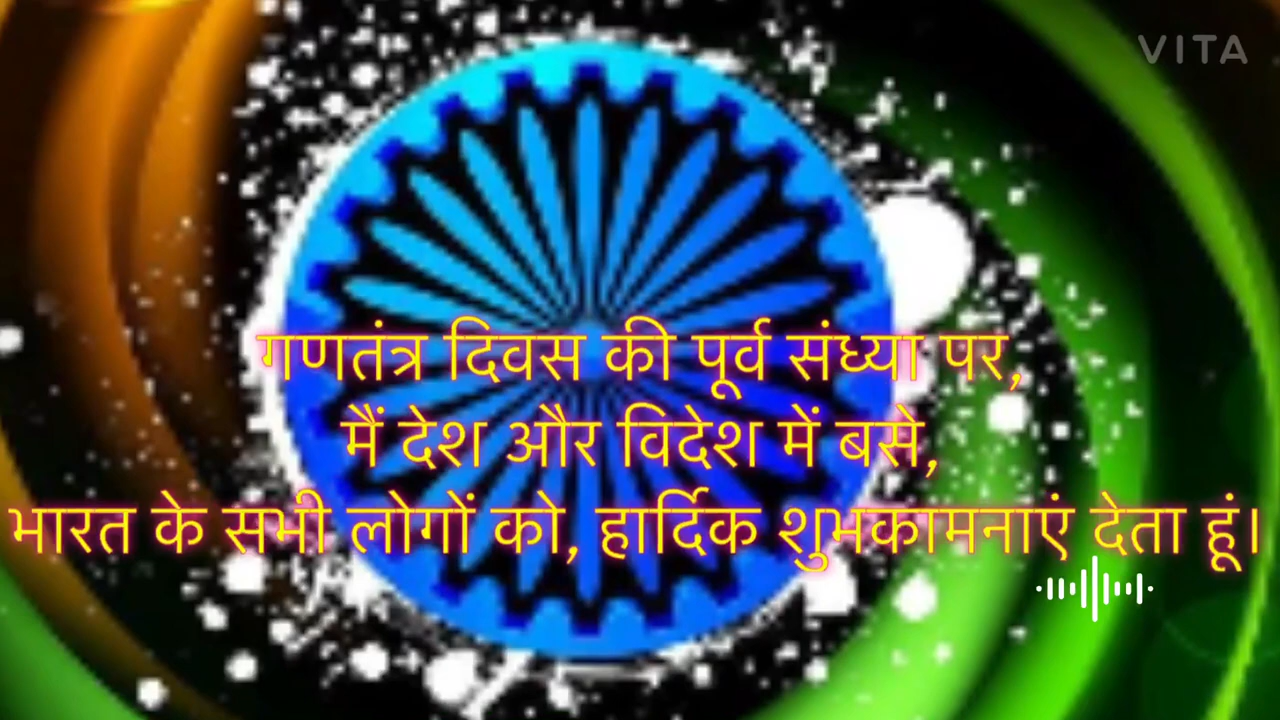 VITA
गणतंत्र दिवस की पूर्व संध्या पर,
मैं देश और विदेश में बसे,
भारत के सभी लोगों को, हार्दिक शुभकामनाएं देता हूं।